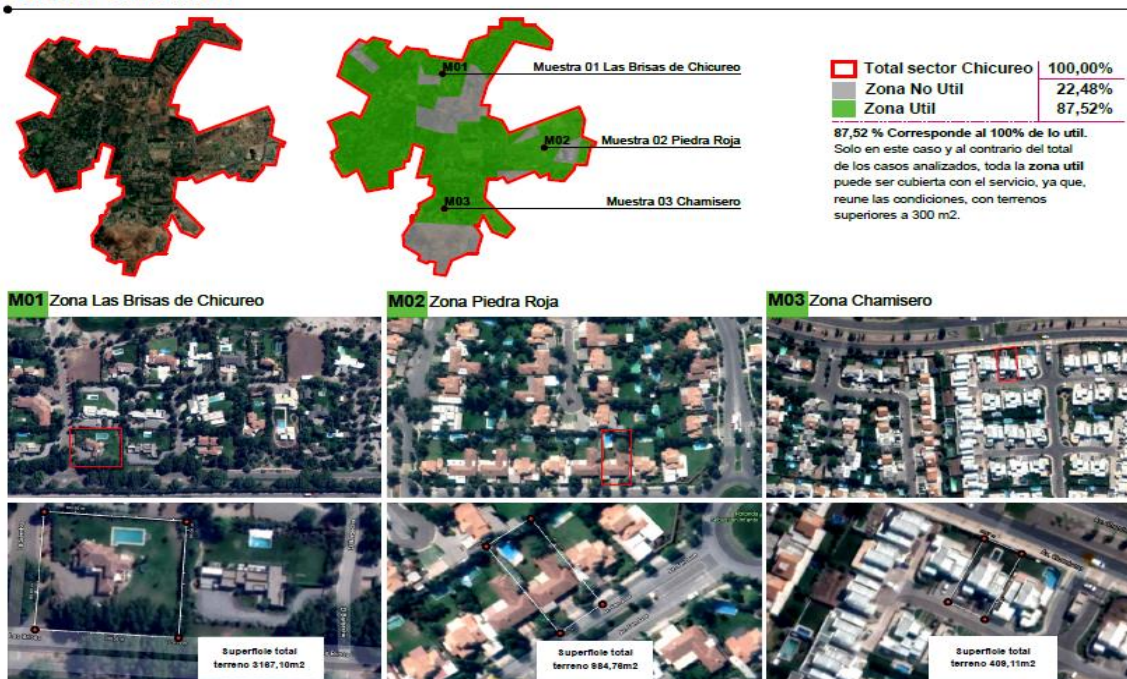 M01
Muestra 01 Las Brisas de Chicureo
M02
Muestra 02 Piedra Roja
M03
Muestra 03 Chamisero
Total sector Chicureo 100,00%
Zona No Util 22,48%
Zona Util 87,52%
87,52 % Corresponde al 100% de lo util.
Solo en este caso y al contrario del total
de los casos analizados, toda la zona util
puede ser cubierta con el servicio, ya que,
reune las condiciones, con terrenos
superiores a 300 m2.
M01 Zona Las Brisas de Chicureo
M02 Zona Piedra Roja
M03 Zona Chamisero
Superficie total
terreno 3187,10m2
Superficie total
terreno 984,76m2
Superficie total
terreno 409,11m2